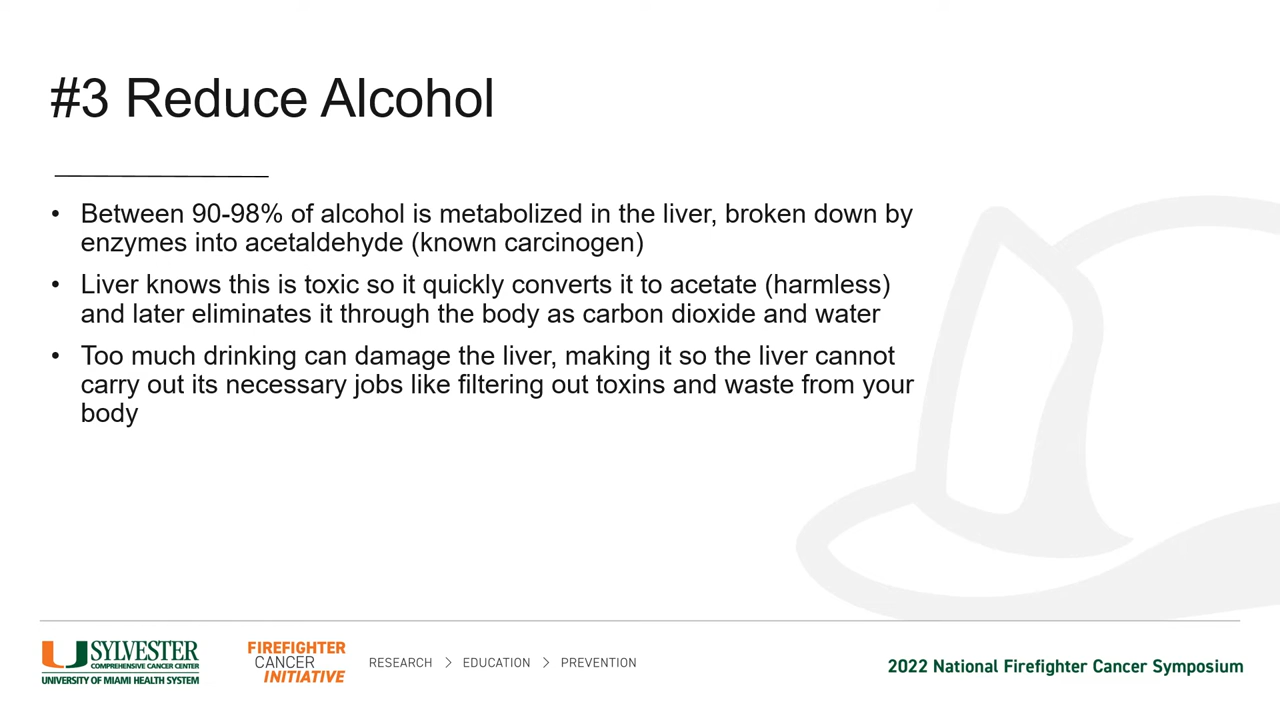 #3 Reduce Alcohol
• Between 90-98% of alcohol is metabolized in the liver, broken down by
enzymes into acetaldehyde (known carcinogen)
• Liver knows this is toxic so it quickly converts it to acetate (harmless)
and later eliminates it through the body as carbon dioxide and water
• Too much drinking can damage the liver, making it so the liver cannot
carry out its necessary jobs like filtering out toxins and waste from your
body
SYLVESTER
COMPREHENSIVE CANCER CENTER
UNIVERSITY OF MIAMI HEALTH SYSTEM
FIREFIGHTER
CANCER
INITIATIVE
RESEARCH > EDUCATION > PREVENTION
2022 National Firefighter Cancer Symposium